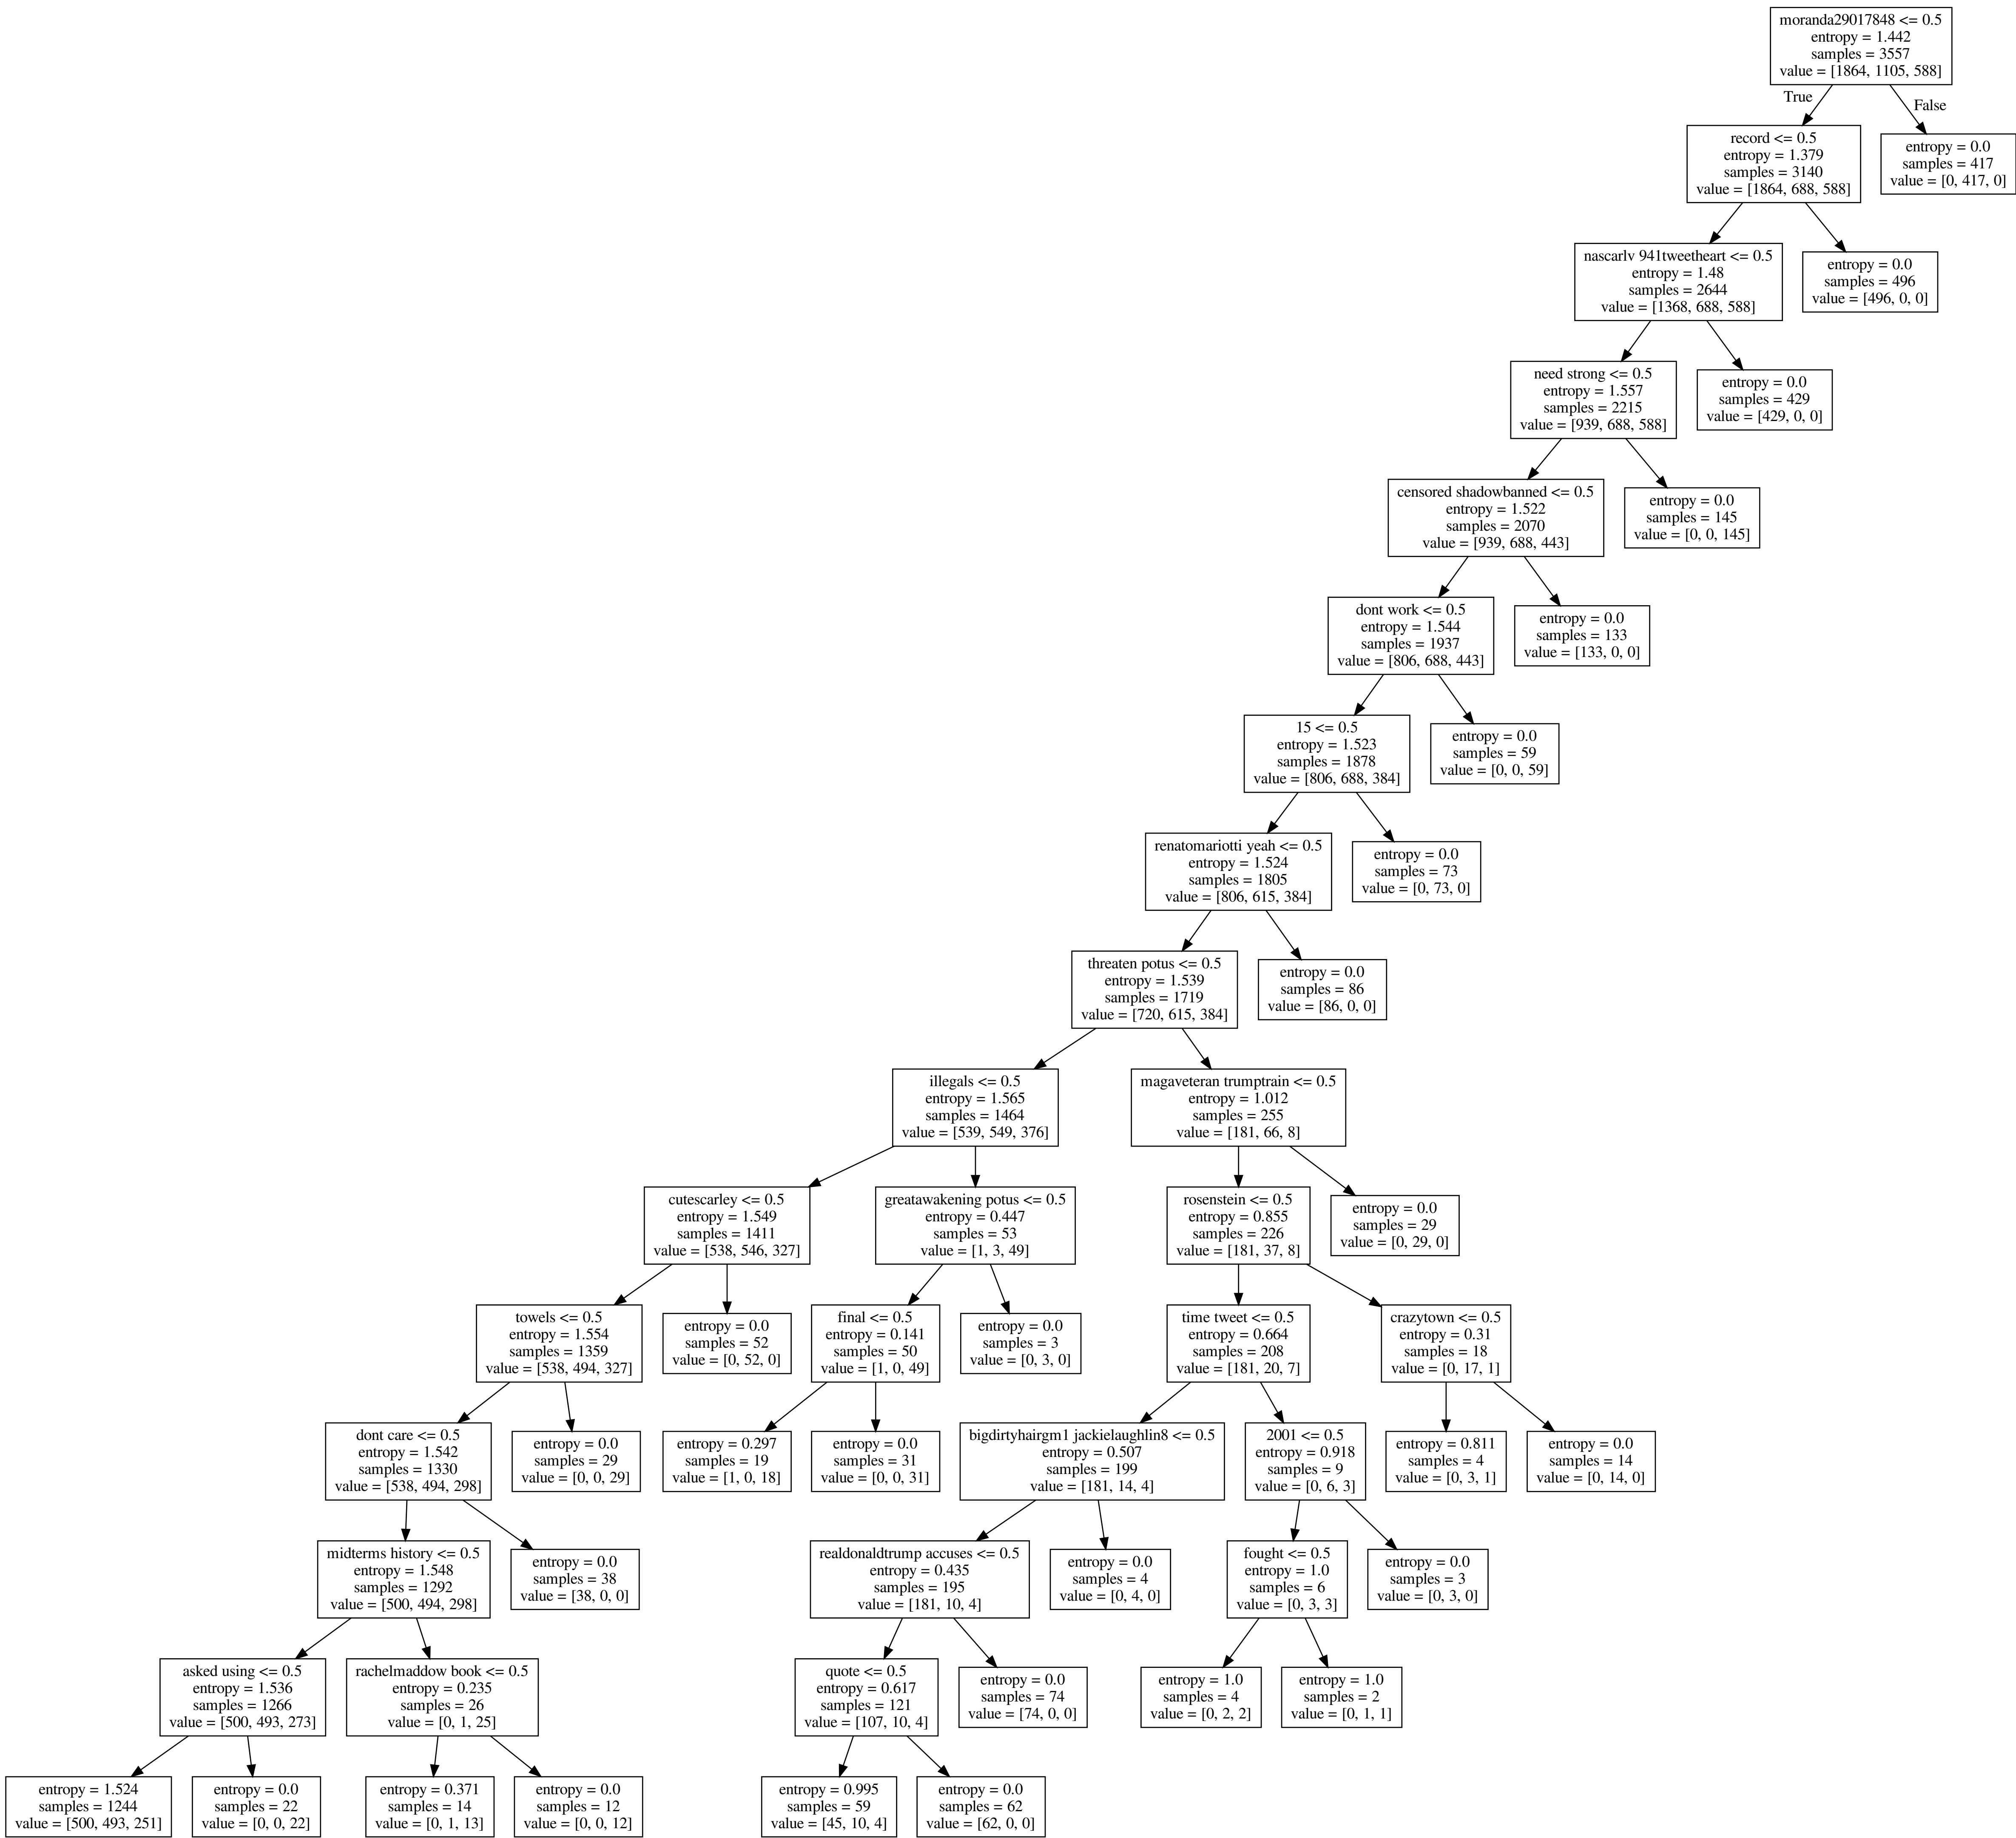 moranda29017848 <= 0.5
entropy = 1.442
samples = 3557
value = [1864, 1105, 588]
True
False
record <= 0.5
entropy = 1.379
samples = 3140
value = [1864, 688, 588]
entropy = 0.0
samples = 417
value = [0, 417, 0]
nascarlv 941tweetheart <= 0.5
entropy = 1.48
samples = 2644
value = [1368, 688, 588]
entropy = 0.0
samples = 496
value = [496, 0, 0]
need strong <= 0.5
entropy = 1.557
samples = 2215
value = [939, 688, 588]
entropy = 0.0
samples = 429
value = [429, 0, 0]
censored shadowbanned <= 0.5
entropy = 1.522
samples = 2070
value = [939, 688, 443]
entropy = 0.0
samples = 145
value = [0, 0, 145]
dont work <= 0.5
entropy = 1.544
samples = 1937
value = [806, 688, 443]
entropy = 0.0
samples = 133
value = [133, 0, 0]
15 <= 0.5
entropy = 1.523
samples = 1878
value = [806, 688, 384]
entropy = 0.0
samples = 59
value = [0, 0, 59]
renatomariotti yeah <= 0.5
entropy = 1.524
samples = 1805
value = [806, 615, 384]
entropy = 0.0
samples = 73
value = [0, 73, 0]
threaten potus <= 0.5
entropy = 1.539
samples = 1719
value = [720, 615, 384]
entropy = 0.0
samples = 86
value = [86, 0, 0]
illegals <= 0.5
entropy = 1.565
samples = 1464
value = [539, 549, 376]
magaveteran trumptrain <= 0.5
entropy = 1.012
samples = 255
value = [181, 66, 8]
cutescarley <= 0.5
entropy = 1.549
samples = 1411
value = [538, 546, 327]
greatawakening potus <= 0.5
entropy = 0.447
samples = 53
value = [1, 3, 49]
rosenstein <= 0.5
entropy = 0.855
samples = 226
value = [181, 37, 8]
entropy = 0.0
samples = 29
value = [0, 29, 0]
towels <= 0.5
entropy = 1.554
samples = 1359
value = [538, 494, 327]
entropy = 0.0
samples = 52
value = [0, 52, 0]
final <= 0.5
entropy = 0.141
samples = 50
value = [1, 0, 49]
entropy = 0.0
samples = 3
value = [0, 3, 0]
time tweet <= 0.5
entropy = 0.664
samples = 208
value = [181, 20, 7]
crazytown <= 0.5
entropy = 0.31
samples = 18
value = [0, 17, 1]
dont care <= 0.5
entropy = 1.542
samples = 1330
value = [538, 494, 298]
entropy = 0.0
samples = 29
value = [0, 0, 29]
entropy = 0.297
samples = 19
value = [1, 0, 18]
entropy = 0.0
samples = 31
value = [0, 0, 31]
bigdirtyhairgm1 jackielaughlin8 <= 0.5
entropy = 0.507
samples = 199
value = [181, 14, 4]
2001 <= 0.5
entropy = 0.918
samples = 9
value = [0, 6, 3]
entropy = 0.811
samples = 4
value = [0, 3, 1]
entropy = 0.0
samples = 14
value = [0, 14, 0]
midterms history <= 0.5
entropy = 1.548
samples = 1292
value = [500, 494, 298]
entropy = 0.0
samples = 38
value = [38, 0, 0]
realdonaldtrump accuses <= 0.5
entropy = 0.435
samples = 195
value = [181, 10, 4]
entropy = 0.0
samples = 4
value = [0, 4, 0]
fought <= 0.5
entropy = 1.0
samples = 6
value = [0, 3, 3]
entropy = 0.0
samples = 3
value = [0, 3, 0]
asked using <= 0.5
entropy = 1.536
samples = 1266
value = [500, 493, 273]
rachelmaddow book <= 0.5
entropy = 0.235
samples = 26
value = [0, 1, 25]
quote <= 0.5
entropy = 0.617
samples = 121
value = [107, 10, 4]
entropy = 0.0
samples = 74
value = [74, 0, 0]
entropy = 1.0
samples = 4
value = [0, 2, 2]
entropy = 1.0
samples = 2
value = [0, 1, 1]
entropy = 1.524
samples = 1244
value = [500, 493, 251]
entropy = 0.0
samples = 22
value = [0, 0, 22]
entropy = 0.371
samples = 14
value = [0, 1, 13]
entropy = 0.0
samples = 12
value = [0, 0, 12]
entropy = 0.995
samples = 59
value = [45, 10, 4]
entropy = 0.0
samples = 62
value = [62, 0, 0]